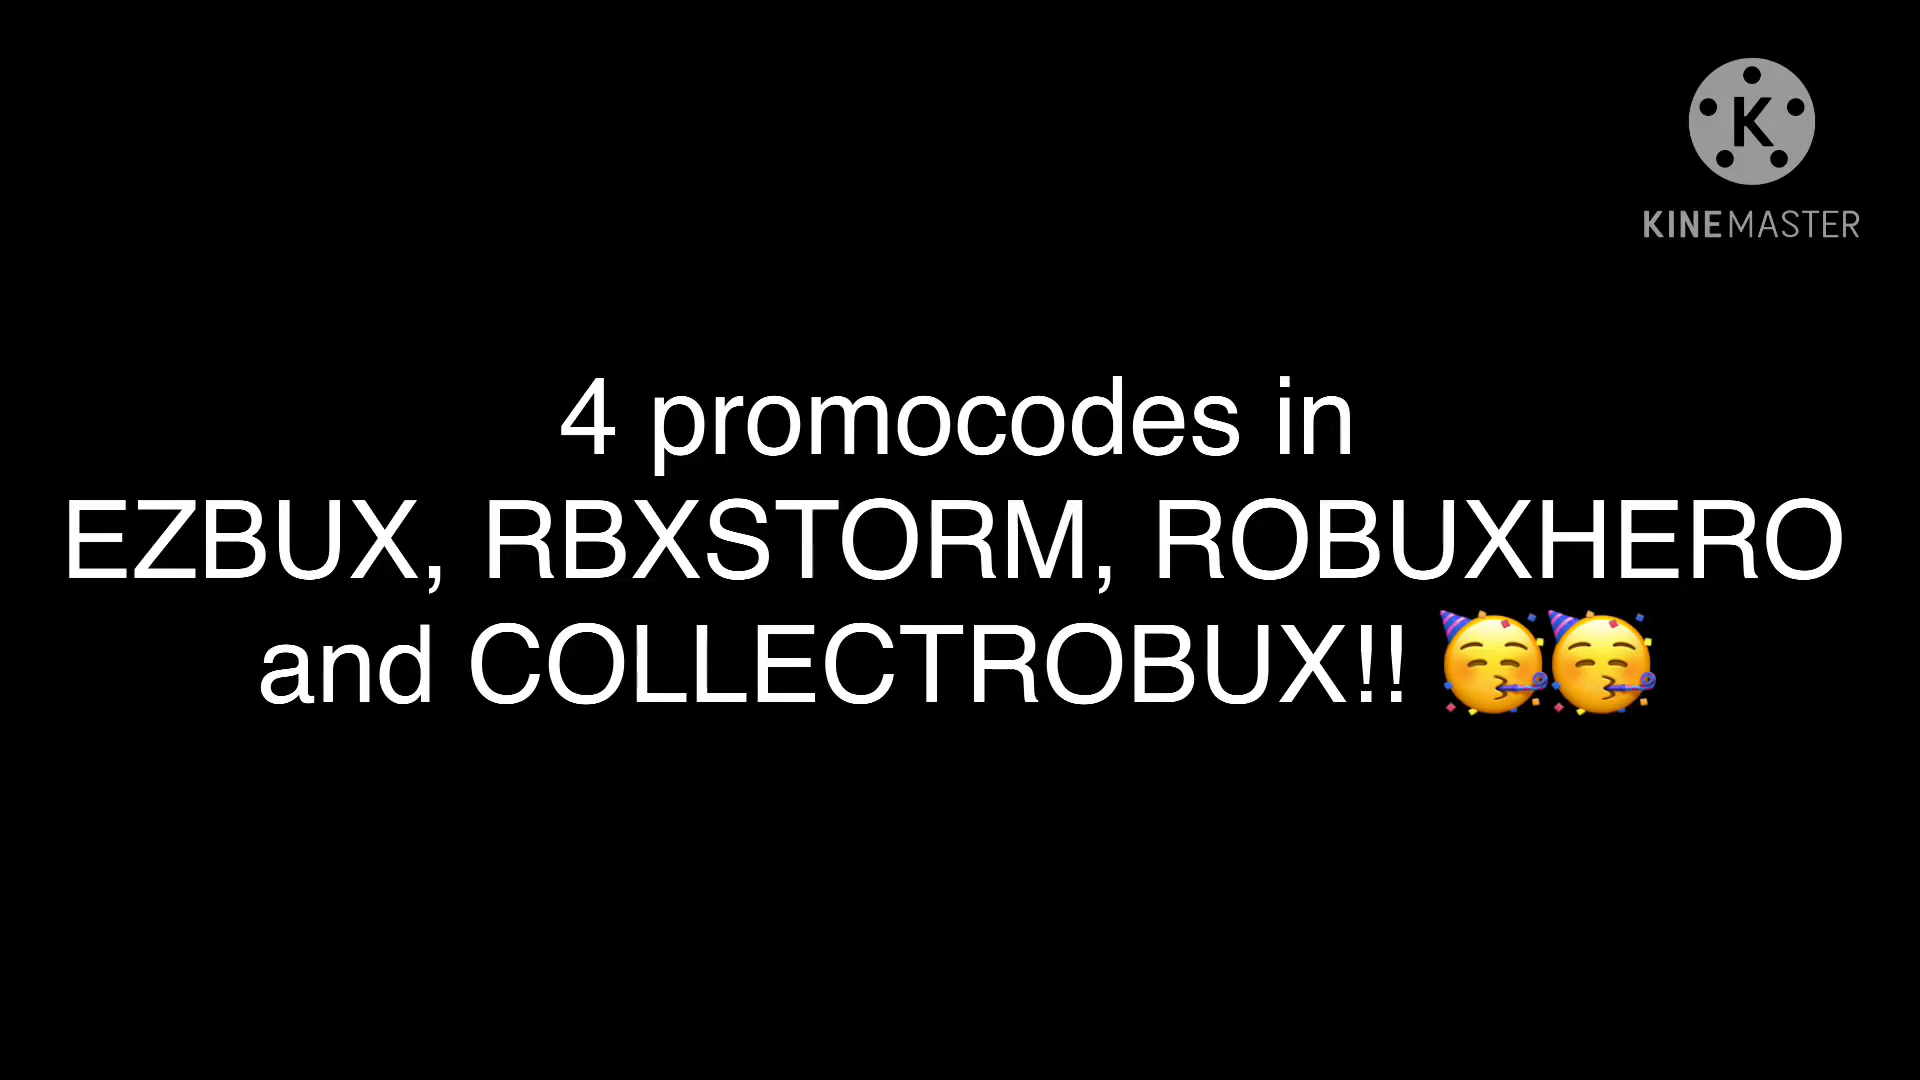 K
KINEMASTER
4 promocodes in
EZBUX, RBXSTORM, ROBUXHERO
and COLLECTROBUX!! 🥳🥳